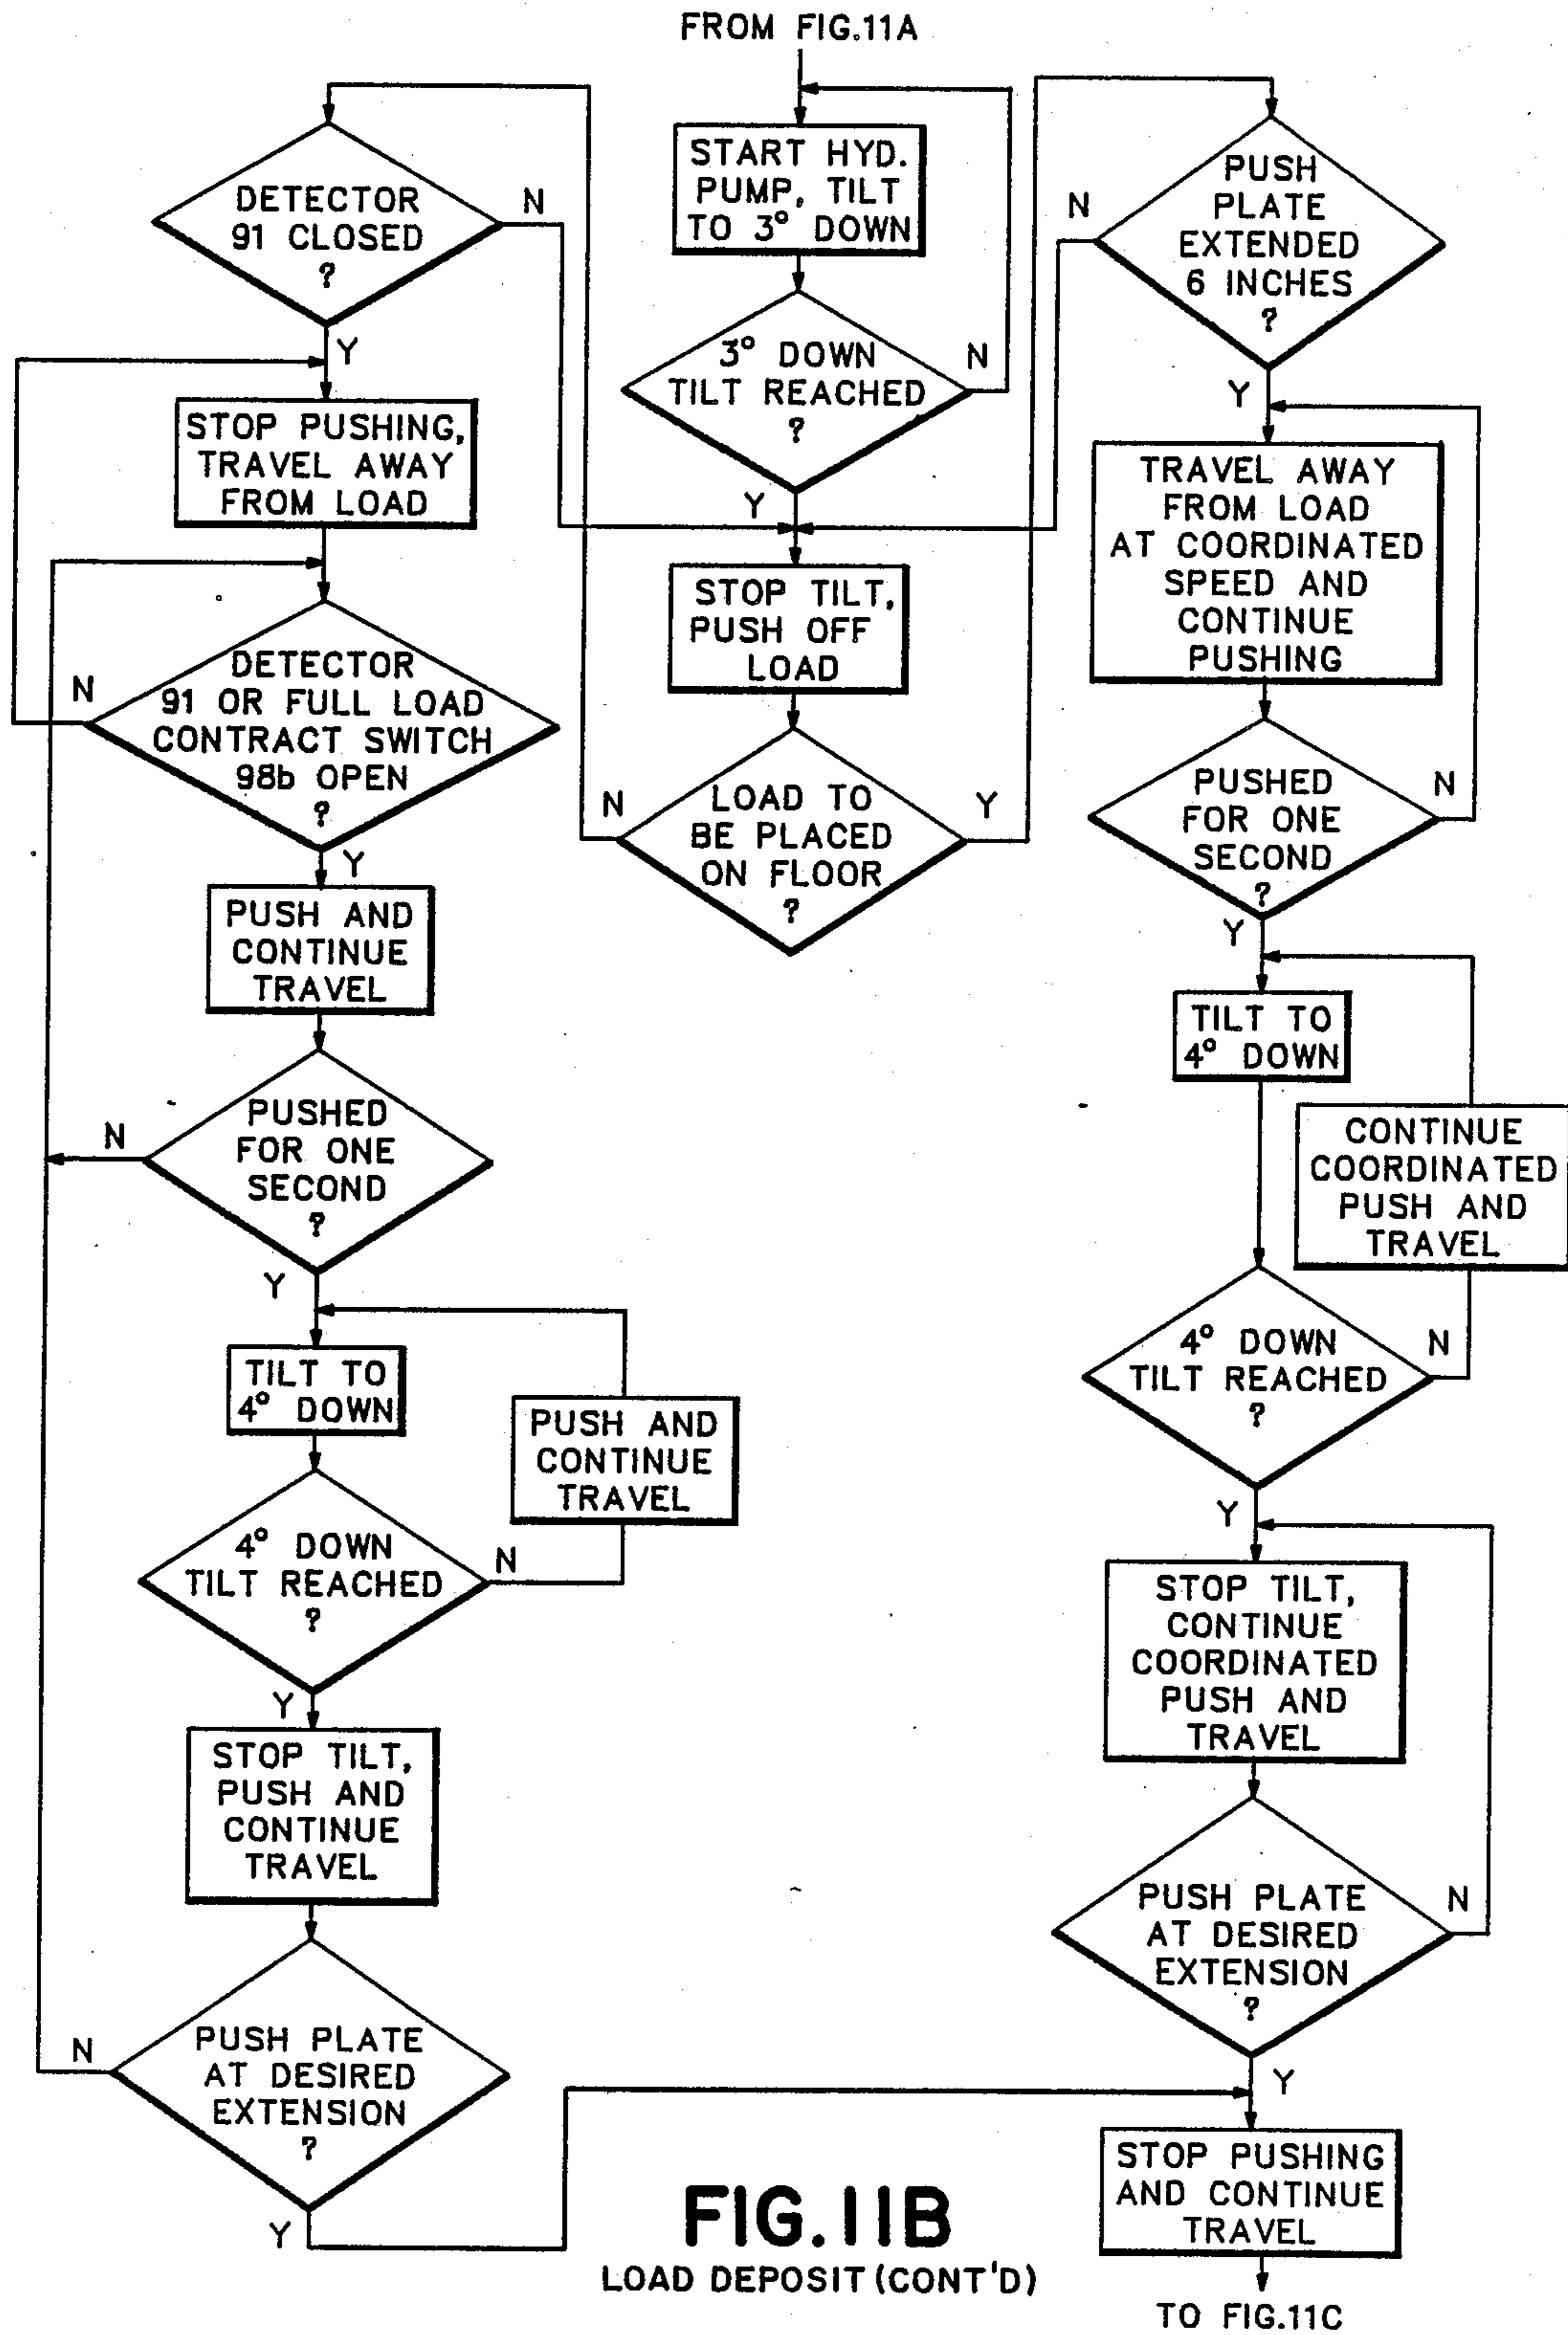 FROM FIG.11A
START HYD.
PUMP, TILT
TO 3° DOWN
3° DOWN
TILT REACHED
?
N
Y
STOP TILT,
PUSH OFF
LOAD
LOAD TO
BE PLACED
ON FLOOR
?
N
Y
DETECTOR
91 CLOSED
?
N
Y
STOP PUSHING,
TRAVEL AWAY
FROM LOAD
DETECTOR
91 OR FULL LOAD
CONTRACT SWITCH
98b OPEN
?
N
Y
PUSH AND
CONTINUE
TRAVEL
PUSHED
FOR ONE
SECOND
?
N
Y
TILT TO
4° DOWN
PUSH AND
CONTINUE
TRAVEL
4° DOWN
TILT REACHED
?
N
Y
STOP TILT,
PUSH AND
CONTINUE
TRAVEL
PUSH PLATE
AT DESIRED
EXTENSION
?
N
Y
PUSH
PLATE
EXTENDED
6 INCHES
?
N
Y
TRAVEL AWAY
FROM LOAD
AT COORDINATED
SPEED AND
CONTINUE
PUSHING
PUSHED
FOR ONE
SECOND
?
N
Y
TILT TO
4° DOWN
CONTINUE
COORDINATED
PUSH AND
TRAVEL
4° DOWN
TILT REACHED
?
N
Y
STOP TILT,
CONTINUE
COORDINATED
PUSH AND
TRAVEL
PUSH PLATE
AT DESIRED
EXTENSION
?
N
Y
STOP PUSHING
AND CONTINUE
TRAVEL
TO FIG.11C
FIG.11B
LOAD DEPOSIT (CONT'D)